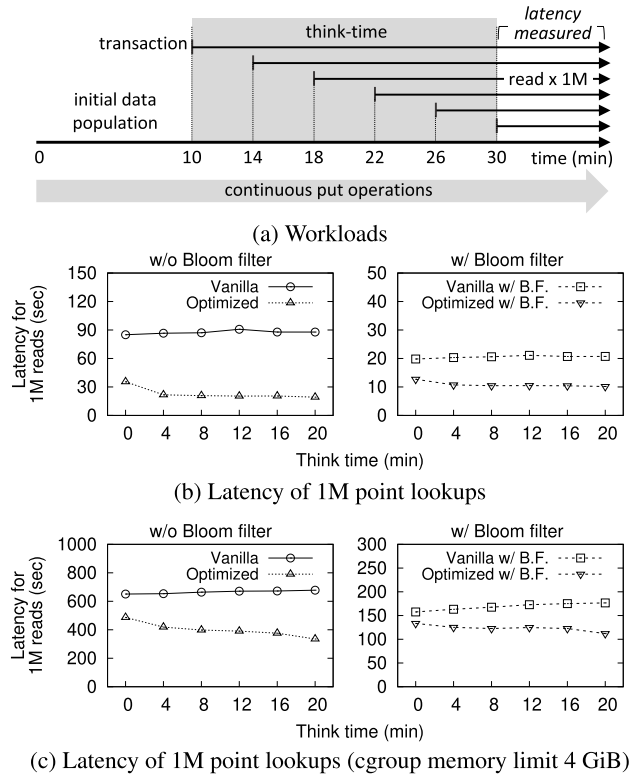 latency
measured
think-time
transaction
read x 1M
initial data
population
0 10 14 18 22 26 30 time (min)
continuous put operations
(a) Workloads
w/o Bloom filter
150
120
90
60
30
0
Vanilla
Optimized
Latency for
1M reads (sec)
0 4 8 12 16 20
w/ Bloom filter
50
40
30
20
10
0
Vanilla w/ B.F.
Optimized w/ B.F.
0 4 8 12 16 20
Think time (min)
(b) Latency of 1M point lookups
w/o Bloom filter
1000
800
600
400
200
0
Vanilla
Optimized
Latency for
1M reads (sec)
0 4 8 12 16 20
w/ Bloom filter
300
250
200
150
100
50
0
Vanilla w/ B.F.
Optimized w/ B.F.
0 4 8 12 16 20
Think time (min)
(c) Latency of 1M point lookups (cgroup memory limit 4 GiB)